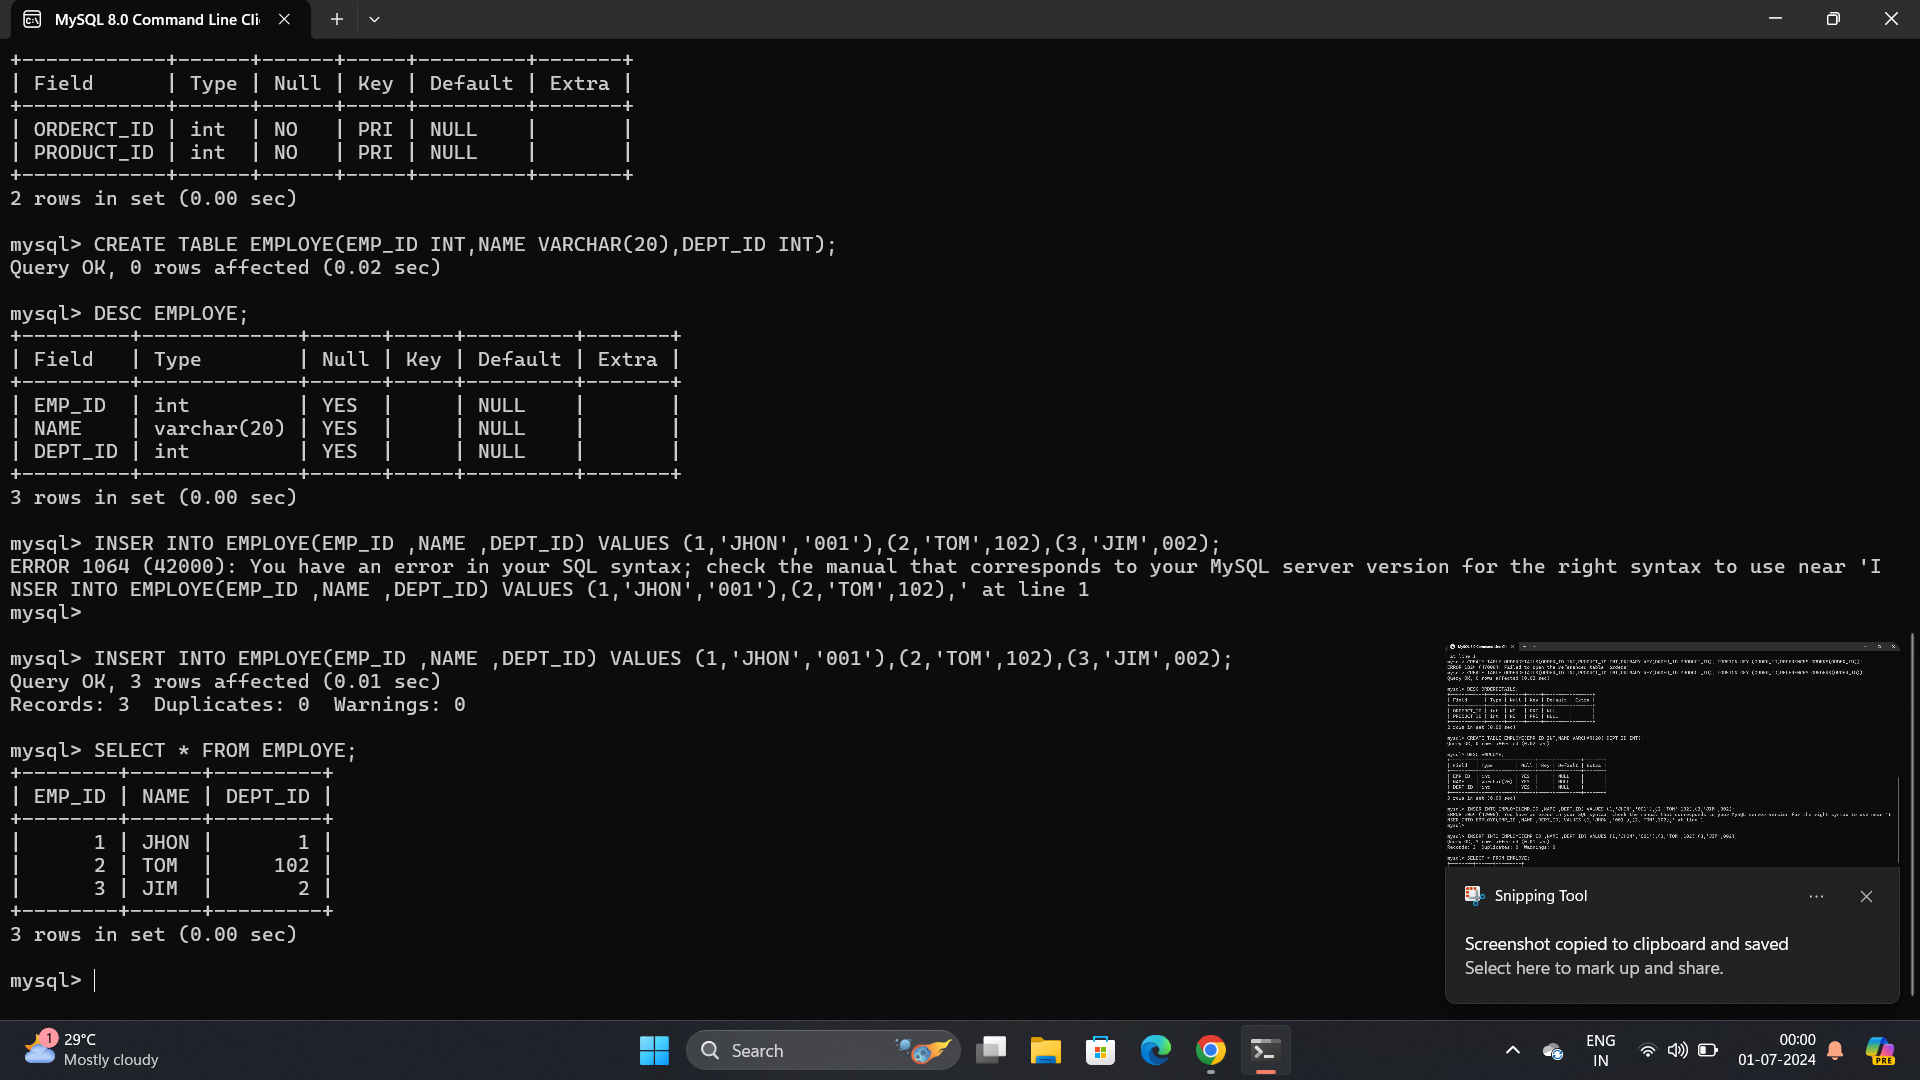 MySQL 8.0 Command Line Cli
+------------+------+------+-----+---------+-------+
| Field      | Type | Null | Key | Default | Extra |
+------------+------+------+-----+---------+-------+
| ORDERCT_ID | int  | NO   | PRI | NULL    |       |
| PRODUCT_ID | int  | NO   | PRI | NULL    |       |
+------------+------+------+-----+---------+-------+
2 rows in set (0.00 sec)
mysql> CREATE TABLE EMPLOYE(EMP_ID INT,NAME VARCHAR(20),DEPT_ID INT);
Query OK, 0 rows affected (0.02 sec)
mysql> DESC EMPLOYE;
+---------+-------------+------+-----+---------+-------+
| Field   | Type        | Null | Key | Default | Extra |
+---------+-------------+------+-----+---------+-------+
| EMP_ID  | int         | YES  |     | NULL    |       |
| NAME    | varchar(20) | YES  |     | NULL    |       |
| DEPT_ID | int         | YES  |     | NULL    |       |
+---------+-------------+------+-----+---------+-------+
3 rows in set (0.00 sec)
mysql> INSER INTO EMPLOYE(EMP_ID ,NAME ,DEPT_ID) VALUES (1,'JHON','001'),(2,'TOM',102),(3,'JIM',002);
ERROR 1064 (42000): You have an error in your SQL syntax; check the manual that corresponds to your MySQL server version for the right syntax to use near 'I
NSER INTO EMPLOYE(EMP_ID ,NAME ,DEPT_ID) VALUES (1,'JHON','001'),(2,'TOM',102),' at line 1
mysql>
mysql> INSERT INTO EMPLOYE(EMP_ID ,NAME ,DEPT_ID) VALUES (1,'JHON','001'),(2,'TOM',102),(3,'JIM',002);
Query OK, 3 rows affected (0.01 sec)
Records: 3  Duplicates: 0  Warnings: 0
mysql> SELECT * FROM EMPLOYE;
+--------+------+---------+
| EMP_ID | NAME | DEPT_ID |
+--------+------+---------+
|      1 | JHON |       1 |
|      2 | TOM  |     102 |
|      3 | JIM  |       2 |
+--------+------+---------+
3 rows in set (0.00 sec)
mysql>
Snipping Tool
Screenshot copied to clipboard and saved
Select here to mark up and share.
1
29°C
Mostly cloudy
Search
PRE
ENG
IN
00:00
01-07-2024